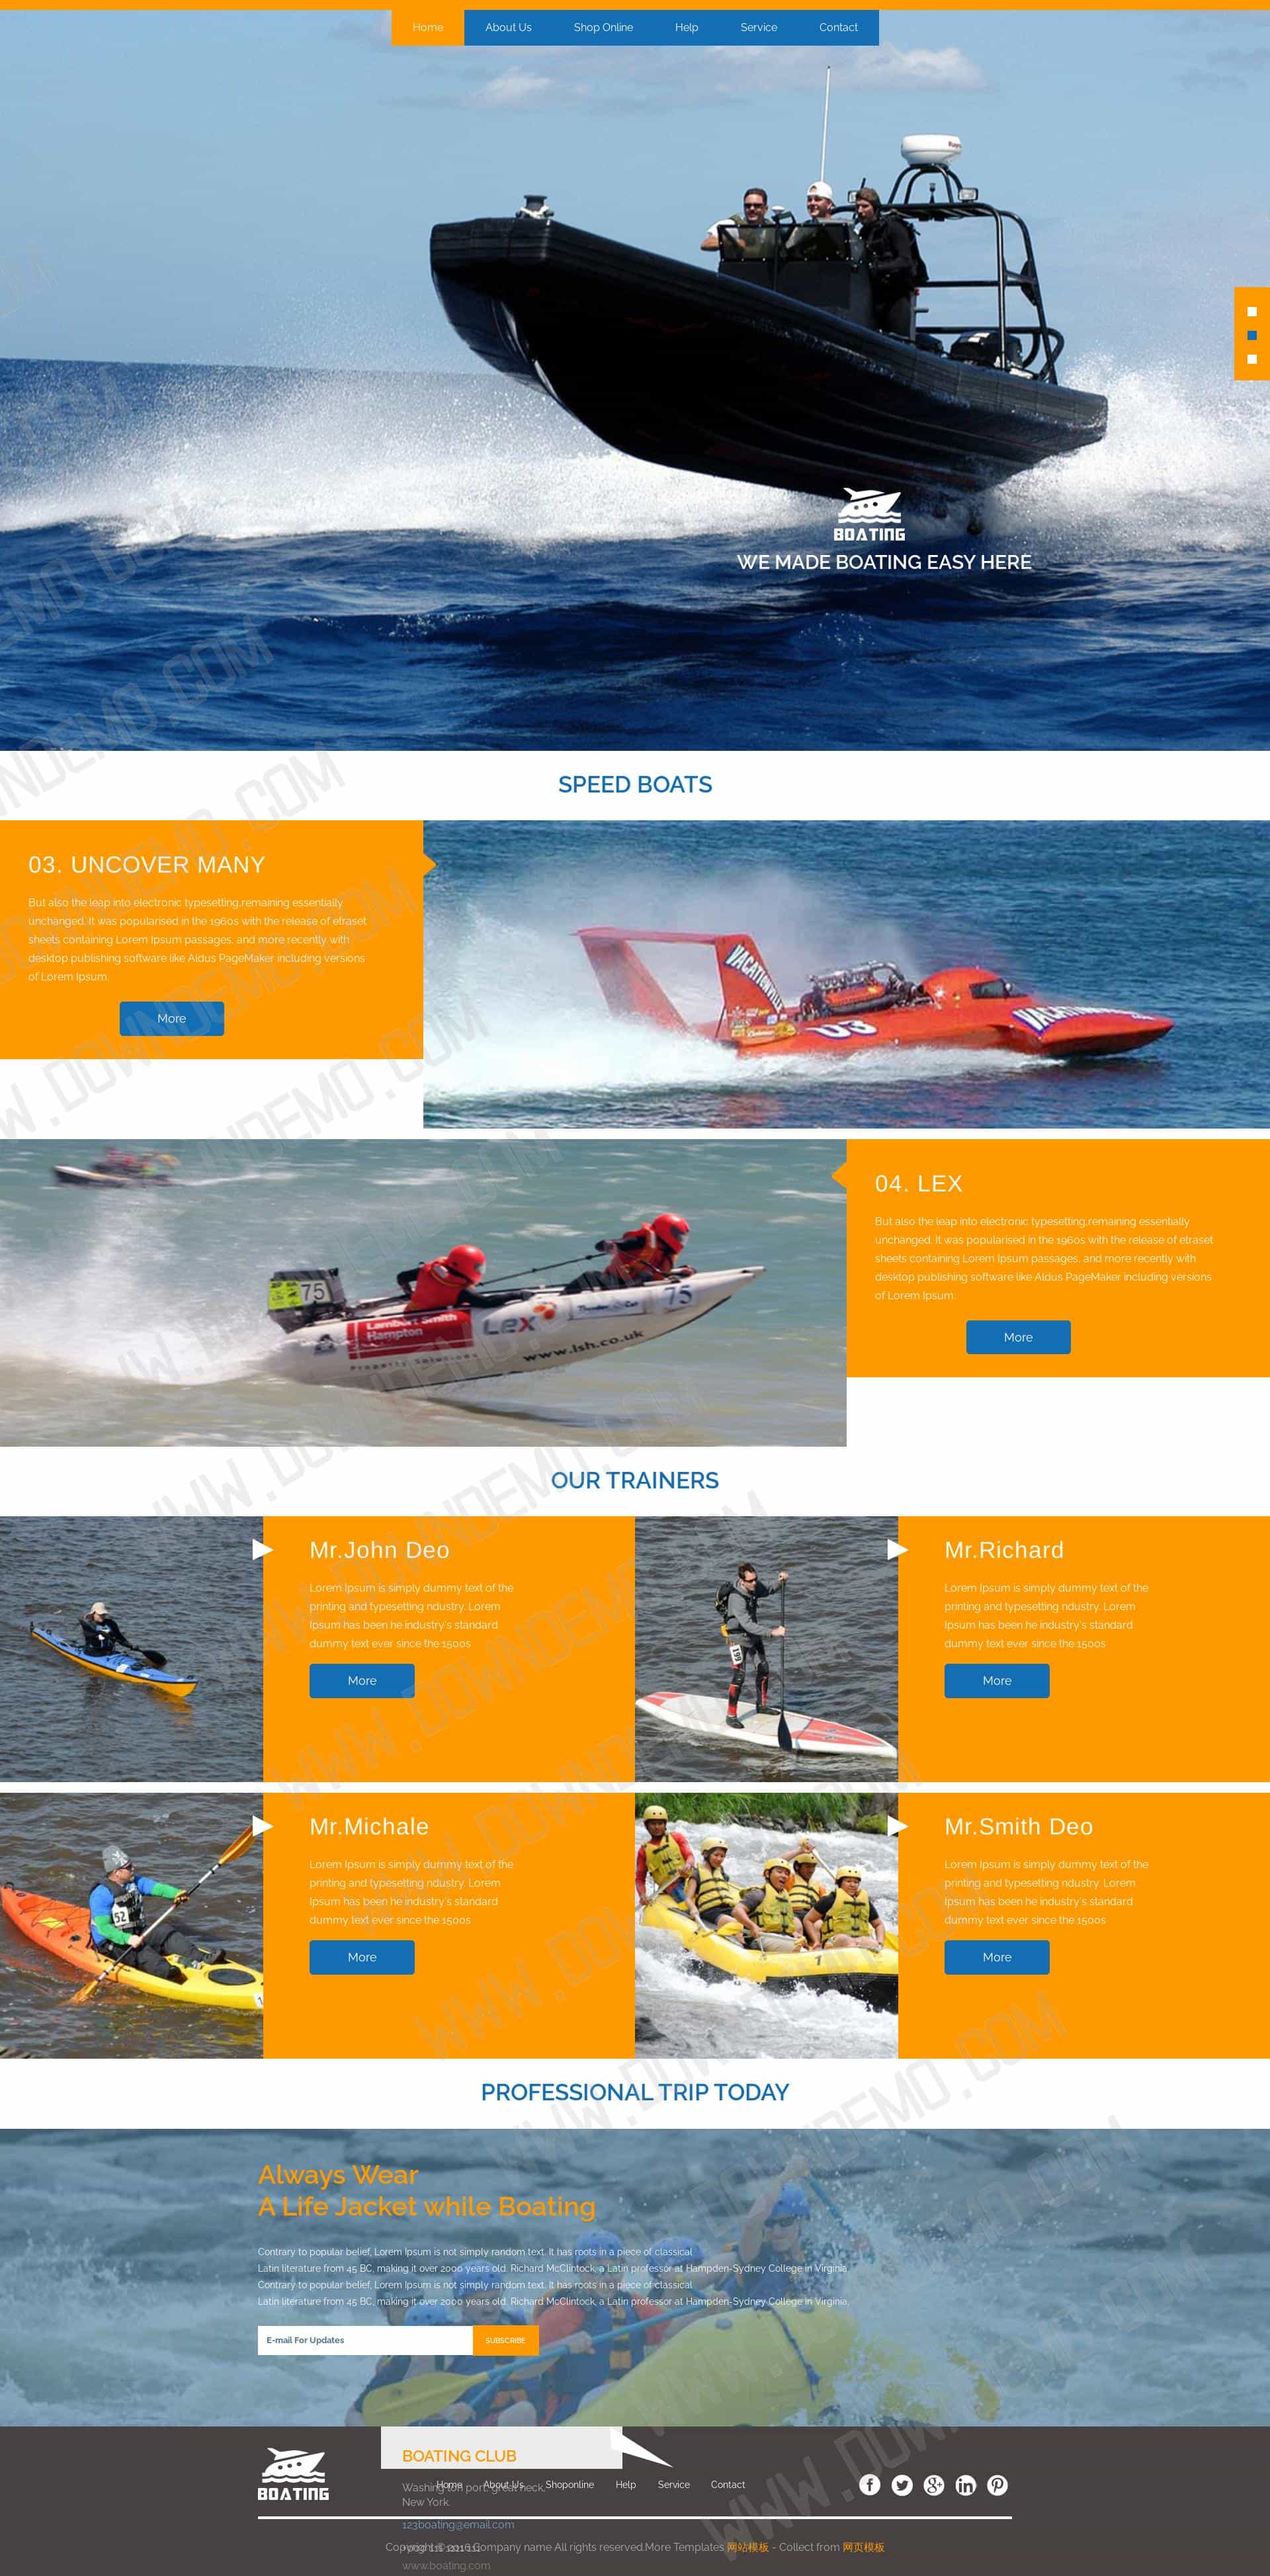 Home About Us Shop Online Help Service Contact
BOATING
WE MADE BOATING EASY HERE
SPEED BOATS
03. UNCOVER MANY
But also the leap into electronic typesetting,remaining essentially
unchanged. It was popularised in the 1960s with the release of etraset
sheets containing Lorem Ipsum passages, and more recently with
desktop publishing software like Aldus PageMaker including versions
of Lorem Ipsum.
More
VACATIONVILLE
U3
04. LEX
But also the leap into electronic typesetting,remaining essentially
unchanged. It was popularised in the 1960s with the release of etraset
sheets containing Lorem Ipsum passages, and more recently with
desktop publishing software like Aldus PageMaker including versions
of Lorem Ipsum.
More
75
Lambert Smith
Hampton
Lex
75
www.lsh.co.uk
OUR TRAINERS
Mr.John Deo
Lorem Ipsum is simply dummy text of the
printing and typesetting ndustry. Lorem
Ipsum has been he industry's standard
dummy text ever since the 1500s
More
Mr.Richard
Lorem Ipsum is simply dummy text of the
printing and typesetting ndustry. Lorem
Ipsum has been he industry's standard
dummy text ever since the 1500s
More
Mr.Michale
Lorem Ipsum is simply dummy text of the
printing and typesetting ndustry. Lorem
Ipsum has been he industry's standard
dummy text ever since the 1500s
More
52
Mr.Smith Deo
Lorem Ipsum is simply dummy text of the
printing and typesetting ndustry. Lorem
Ipsum has been he industry's standard
dummy text ever since the 1500s
More
PROFESSIONAL TRIP TODAY
Always Wear
A Life Jacket while Boating
Contrary to popular belief, Lorem Ipsum is not simply random text. It has roots in a piece of classical
Latin literature from 45 BC, making it over 2000 years old. Richard McClintock, a Latin professor at Hampden-Sydney College in Virginia,
Contrary to popular belief, Lorem Ipsum is not simply random text. It has roots in a piece of classical
Latin literature from 45 BC, making it over 2000 years old. Richard McClintock, a Latin professor at Hampden-Sydney College in Virginia,
E-mail For Updates SUBSCRIBE
BOATING
BOATING CLUB
Home About Us Shoponline Help Service Contact
Washington port, great neck,
New York.
123boating@email.com
Copyright © 2016.Company name All rights reserved.More Templates 网站模板 - Collect from 网页模板
www.boating.com
WWW.DOWNDEMO.COM